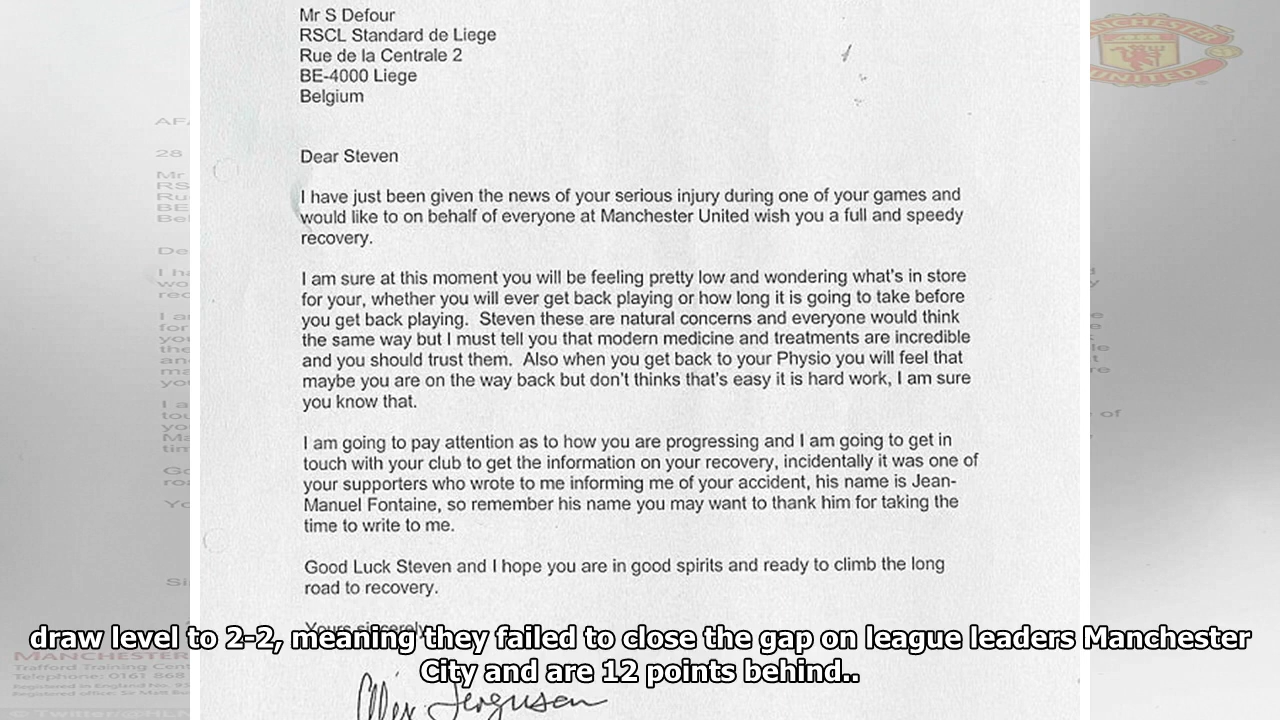 Mr S Defour
RSCL Standard de Liege
Rue de la Centrale 2
BE-4000 Liege
Belgium
Dear Steven
I have just been given the news of your serious injury during one of your games and
would like to on behalf of everyone at Manchester United wish you a full and speedy
recovery.
I am sure at this moment you will be feeling pretty low and wondering what's in store
for your, whether you will ever get back playing or how long it is going to take before
you get back playing. Steven these are natural concerns and everyone would think
the same way but I must tell you that modern medicine and treatments are incredible
and you should trust them. Also when you get back to your Physio you will feel that
maybe you are on the way back but don't thinks that's easy it is hard work, I am sure
you know that.
I am going to pay attention as to how you are progressing and I am going to get in
touch with your club to get the information on your recovery, incidentally it was one of
your supporters who wrote to me informing me of your accident, his name is Jean-
Manuel Fontaine, so remember his name you may want to thank him for taking the
time to write to me.
Good Luck Steven and I hope you are in good spirits and ready to climb the long
road to recovery.
Yours sincerely
draw level to 2-2, meaning they failed to close the gap on league leaders Manchester
City and are 12 points behind..
Alex Ferguson
MANCHESTER
UNITED
MANCHESTER
Trafford Training Cent
Telephone: 0161 868